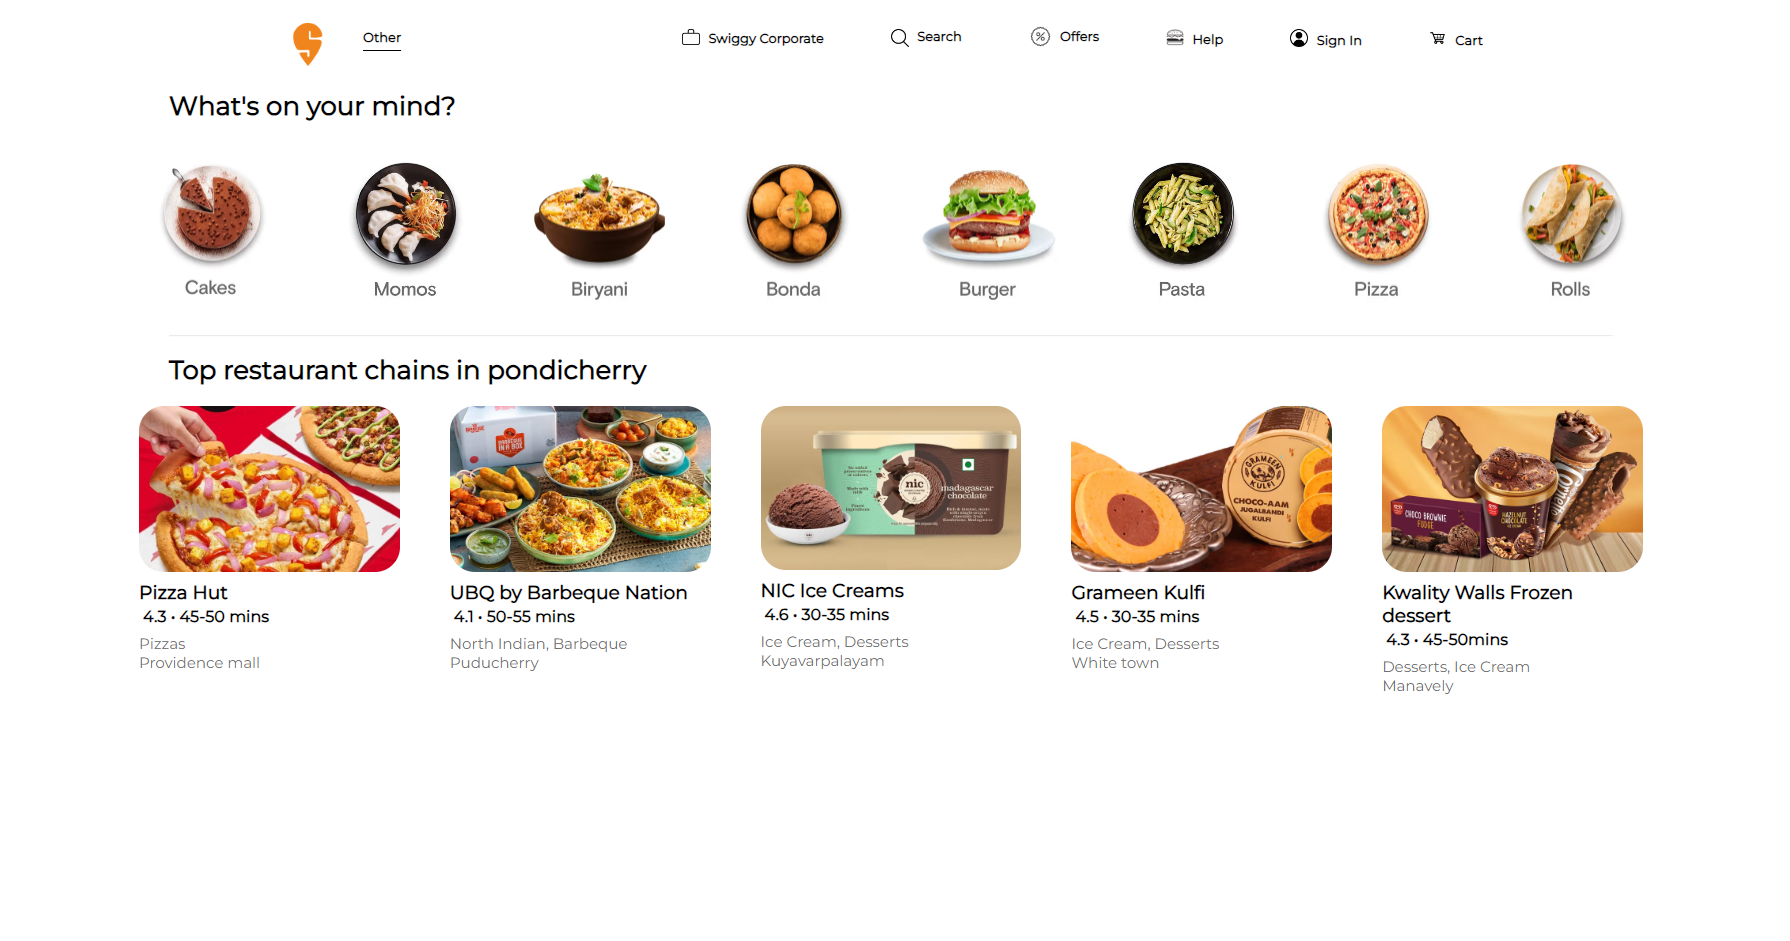 Other
Swiggy Corporate
Search
Offers
Help
Sign In
Cart
What's on your mind?
Cakes
Momos
Biryani
Bonda
Burger
Pasta
Pizza
Rolls
Top restaurant chains in pondicherry
BARBEQUE
IN A BOX
nic
madagascar
chocolate
GRAMEEN
KULFI
CHOCO-AAM
JUGALBANDI
KULFI
CHOCO BROWNIE
FUDGE
HAZELNUT
CHOCOLATE
Pizza Hut
4.3 • 45-50 mins
Pizzas
Providence mall
UBQ by Barbeque Nation
4.1 • 50-55 mins
North Indian, Barbeque
Puducherry
NIC Ice Creams
4.6 • 30-35 mins
Ice Cream, Desserts
Kuyavarpalayam
Grameen Kulfi
4.5 • 30-35 mins
Ice Cream, Desserts
White town
Kwality Walls Frozen
dessert
4.3 • 45-50mins
Desserts, Ice Cream
Manavely